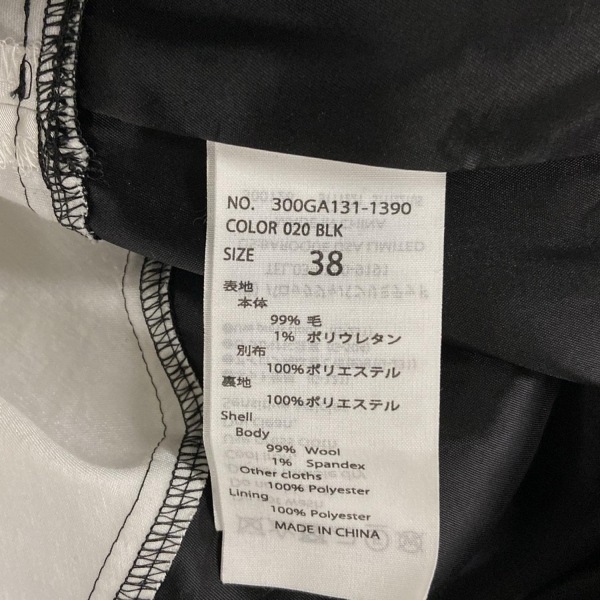 NO. 300GA131-1390
COLOR 020 BLK
SIZE 38
表地
本体
99% 毛
1% ポリウレタン
別布
100%ポリエステル
裏地
100%ポリエステル
Shell
Body
99% Wool
1% Spandex
Other cloths
100% Polyester
Lining
100% Polyester
MADE IN CHINA